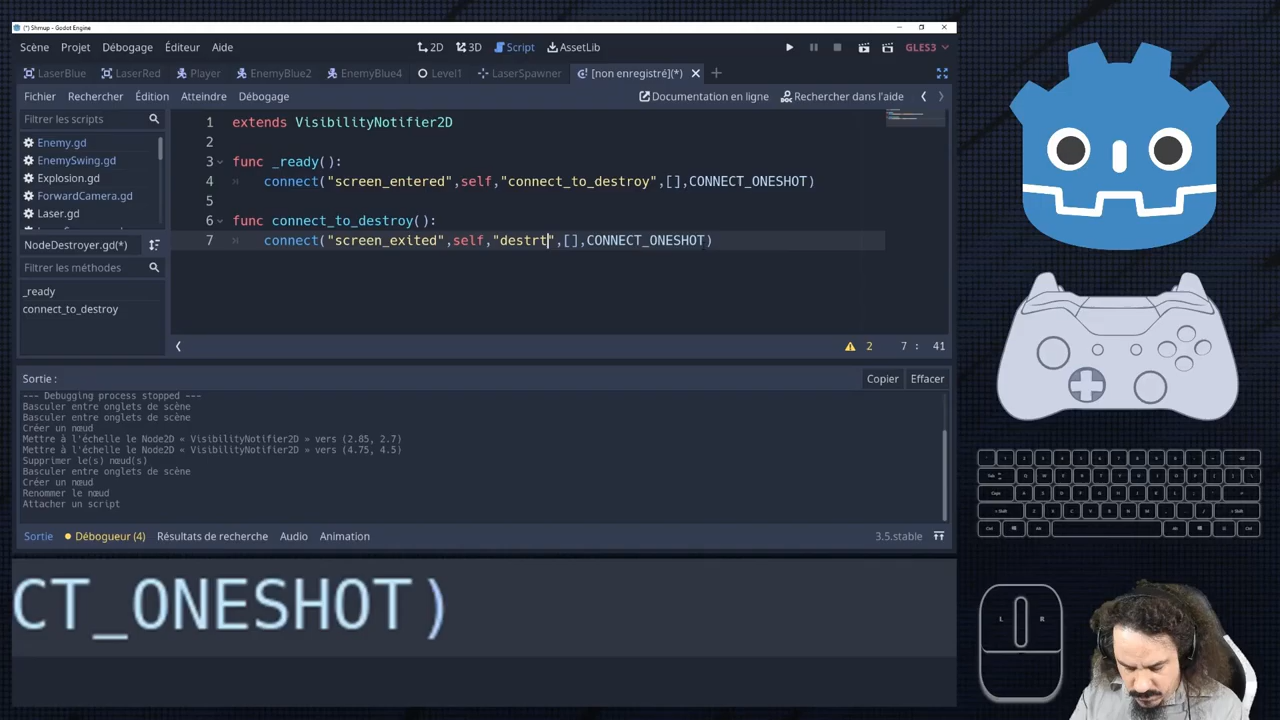 (*) Shmup - Godot Engine
Scène Projet Débogage Éditeur Aide 2D 3D Script AssetLib GLES3
LaserBlue LaserRed Player EnemyBlue2 EnemyBlue4 Level1 LaserSpawner [non enregistré](*)
Fichier Rechercher Édition Atteindre Débogage Documentation en ligne Rechercher dans l'aide
Filtrer les scripts
Enemy.gd
EnemySwing.gd
Explosion.gd
ForwardCamera.gd
Laser.gd
NodeDestroyer.gd(*)
Filtrer les méthodes
_ready
connect_to_destroy
1 extends VisibilityNotifier2D
2
3 func _ready():
4 connect("screen_entered",self,"connect_to_destroy",[],CONNECT_ONESHOT)
5
6 func connect_to_destroy():
7 connect("screen_exited",self,"destrt",[],CONNECT_ONESHOT)
2 7 : 41
Sortie : Copier Effacer
--- Debugging process stopped ---
Basculer entre onglets de scène
Basculer entre onglets de scène
Créer un nœud
Mettre à l'échelle le Node2D « VisibilityNotifier2D » vers (2.85, 2.7)
Mettre à l'échelle le Node2D « VisibilityNotifier2D » vers (4.75, 4.5)
Supprimer le(s) nœud(s)
Basculer entre onglets de scène
Créer un nœud
Renommer le nœud
Attacher un script
Sortie Débogueur (4) Résultats de recherche Audio Animation 3.5.stable
CT_ONESHOT)
L R